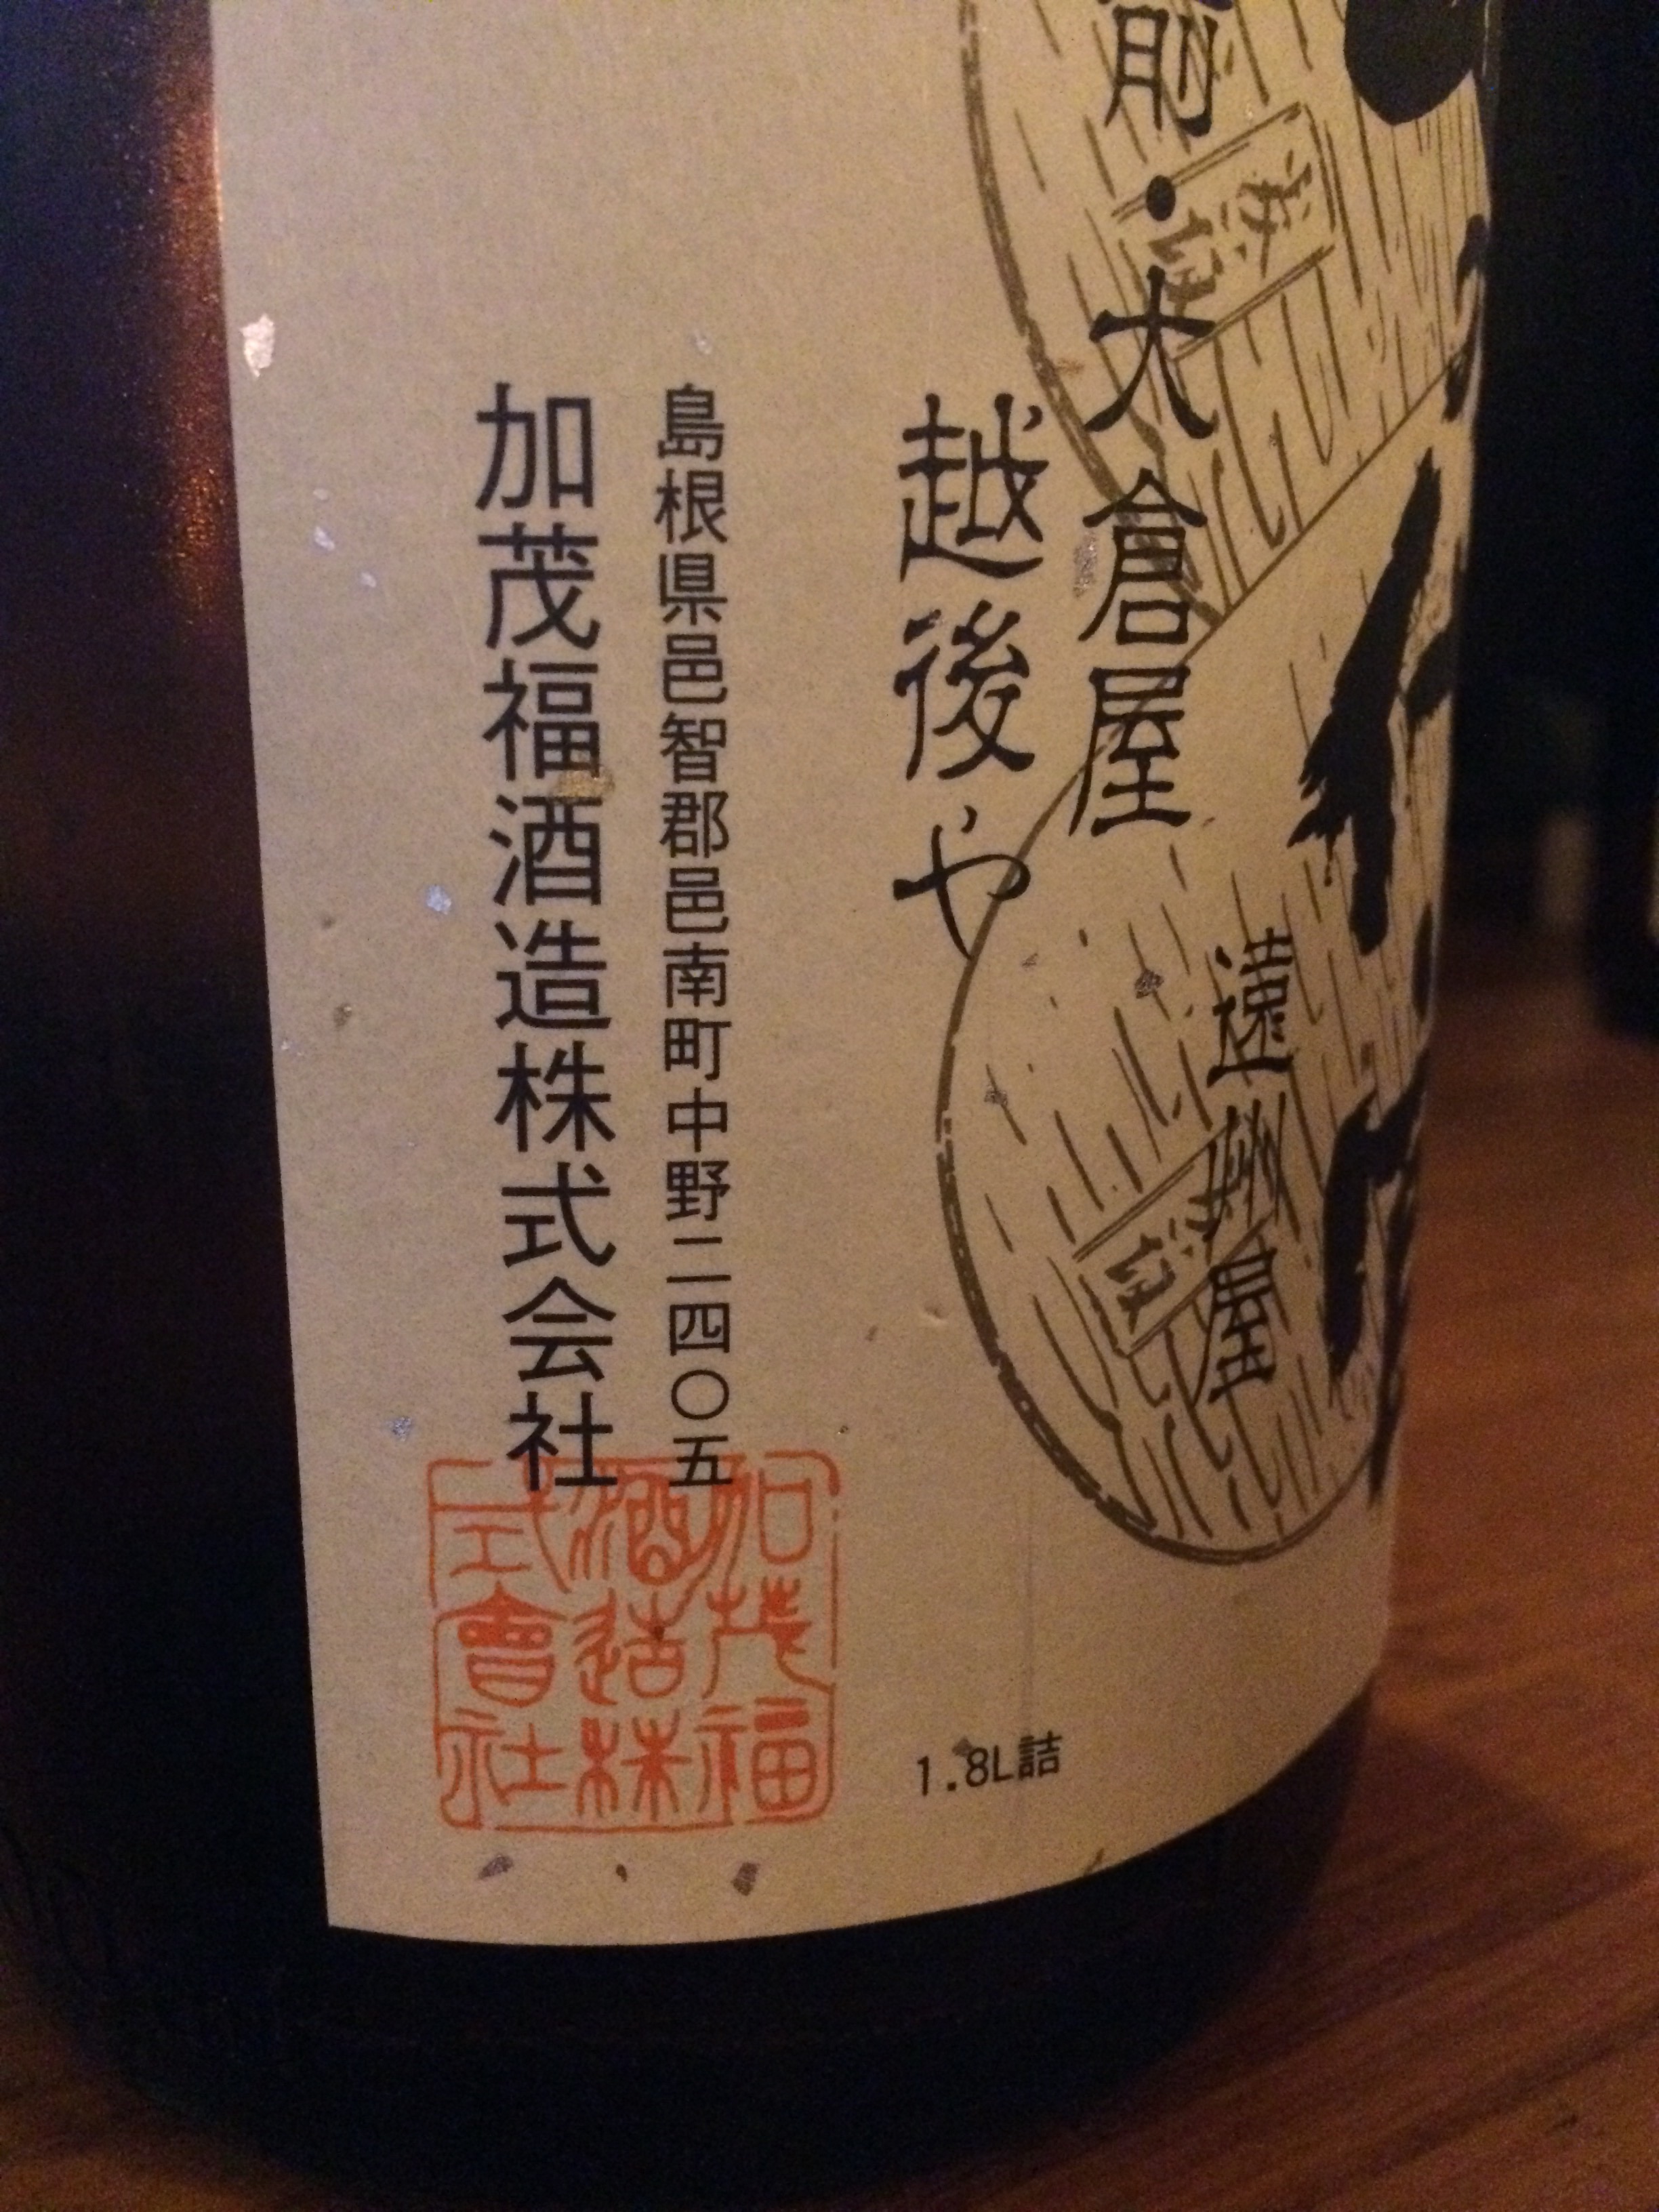 前・大倉屋
遠州屋
越後や
島根県邑智郡邑南町中野二四〇五
加茂福酒造株式会社
加茂福
酒造株
式會社
1.8L詰